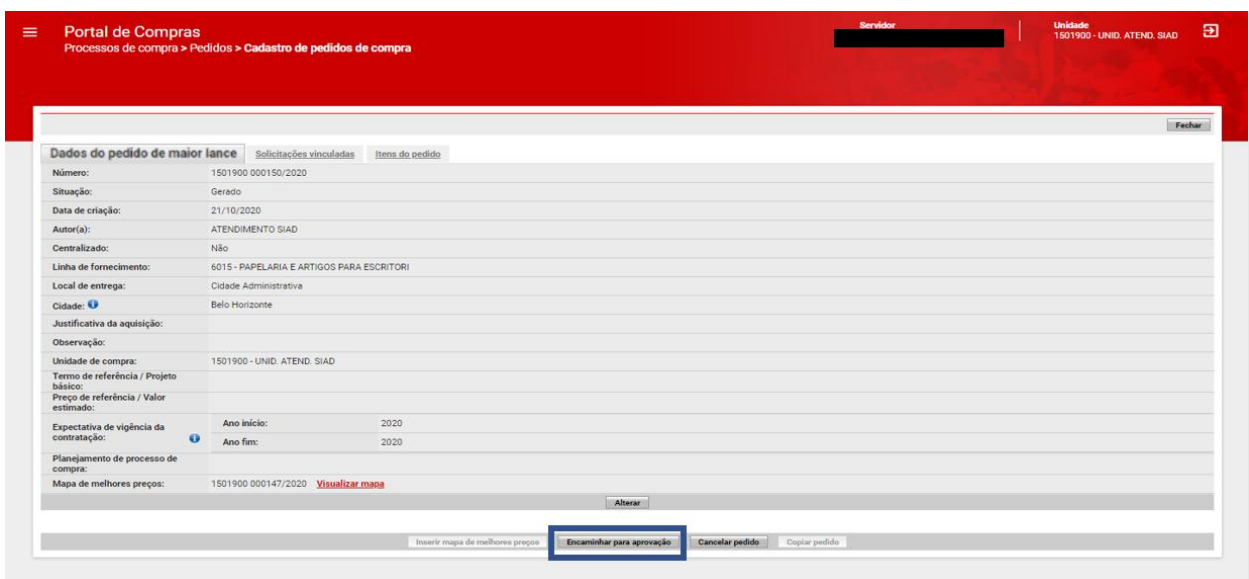 Portal de Compras
Processos de compra > Pedidos > Cadastro de pedidos de compra
Servidor
Unidade
1501900 - UNID. ATEND. SIAD
Fechar
Dados do pedido de maior lance Solicitações vinculadas Itens do pedido
Número: 1501900 000150/2020
Situação: Gerado
Data de criação: 21/10/2020
Autor(a): ATENDIMENTO SIAD
Centralizado: Não
Linha de fornecimento: 6015 - PAPELARIA E ARTIGOS PARA ESCRITORI
Local de entrega: Cidade Administrativa
Cidade: Belo Horizonte
Justificativa da aquisição:
Observação:
Unidade de compra: 1501900 - UNID. ATEND. SIAD
Termo de referência / Projeto
básico:
Preço de referência / Valor
estimado:
Expectativa de vigência da
contratação:
Ano início: 2020
Ano fim: 2020
Planejamento de processo de
compra:
Mapa de melhores preços: 1501900 000147/2020 Visualizar mapa
Alterar
Inserir mapa de melhores preços Encaminhar para aprovação Cancelar pedido Copiar pedido